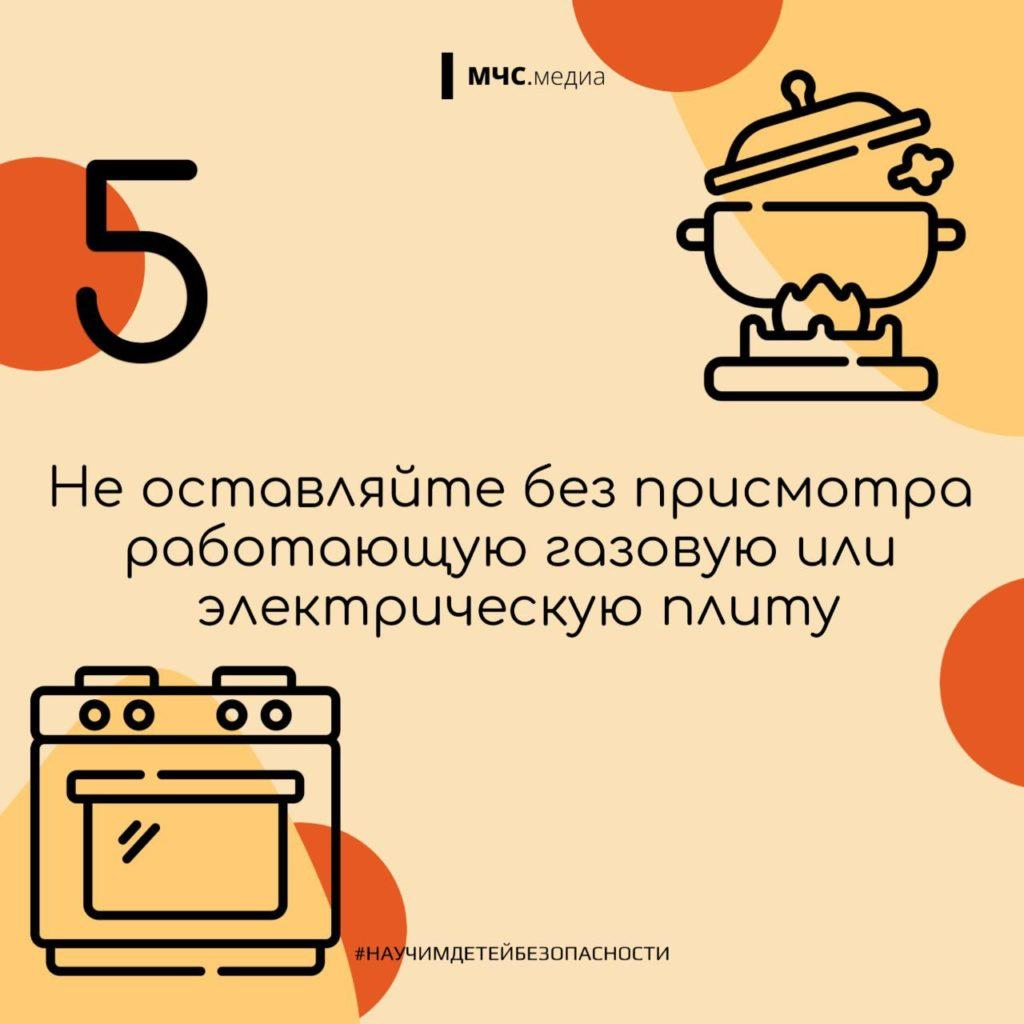 МЧС.медиа
5
Не оставляйте без присмотра
работающую газовую или
электрическую плиту
#НАУЧИМДЕТЕЙБЕЗОПАСНОСТИ